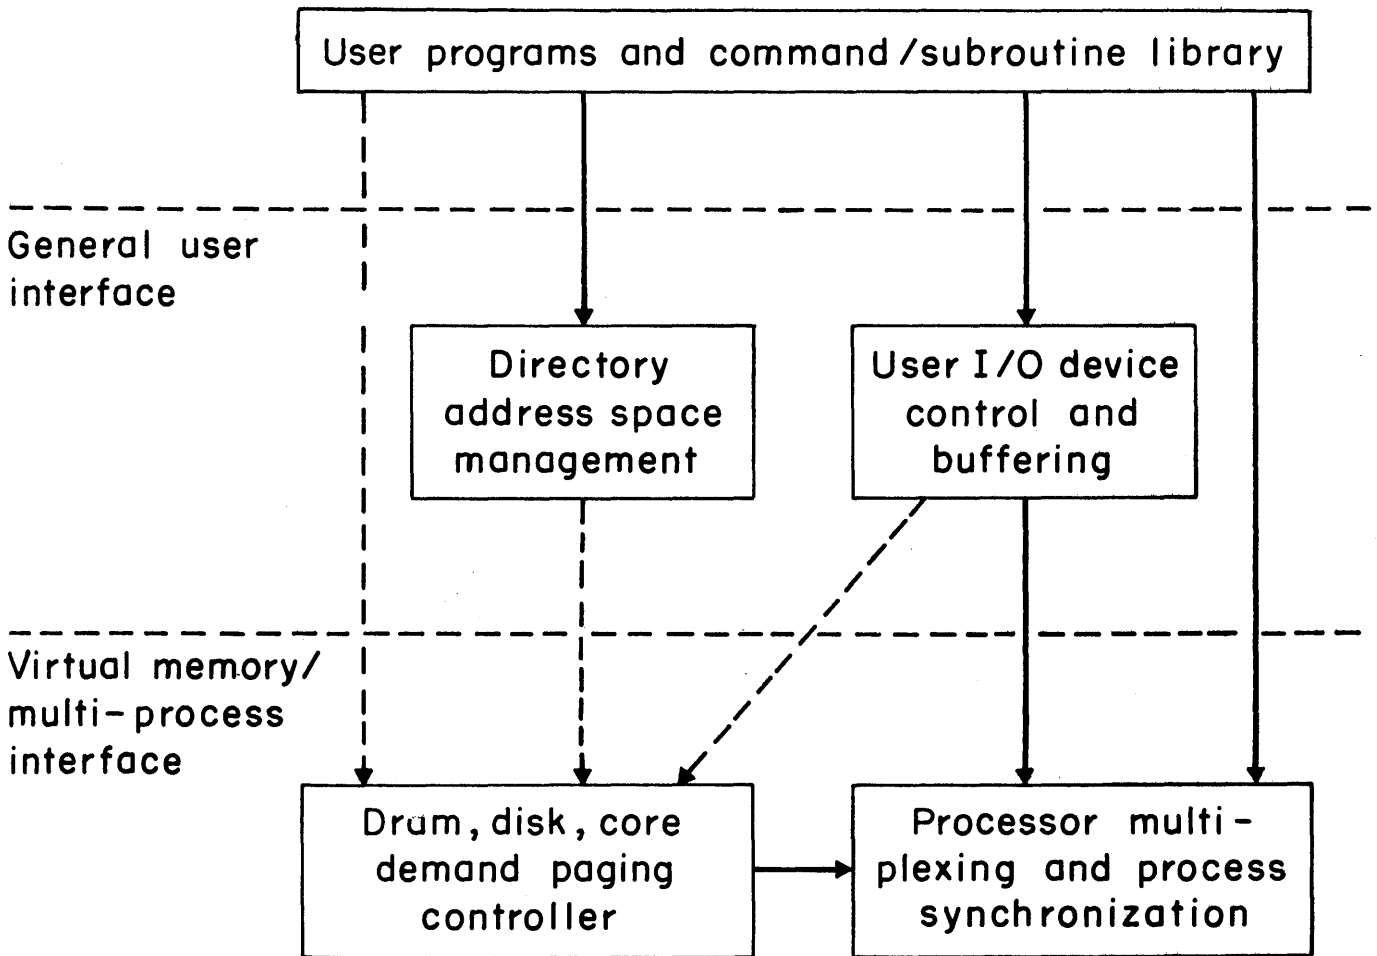 User programs and command/subroutine library
General user
interface
Directory
address space
management
User I/O device
control and
buffering
Virtual memory/
multi-process
interface
Drum, disk, core
demand paging
controller
Processor multi-
plexing and process
synchronization